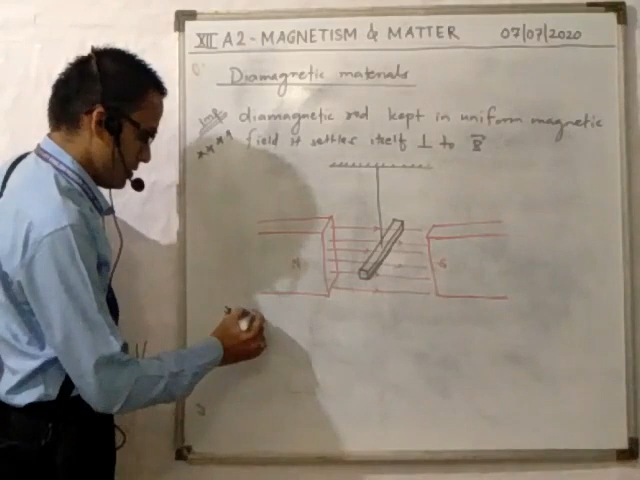 XII A2 - MAGNETISM & MATTER 07/07/2020
Diamagnetic materials
Imp diamagnetic rod kept in uniform magnetic
**** field it settles itself ⊥ to B⃗
N S